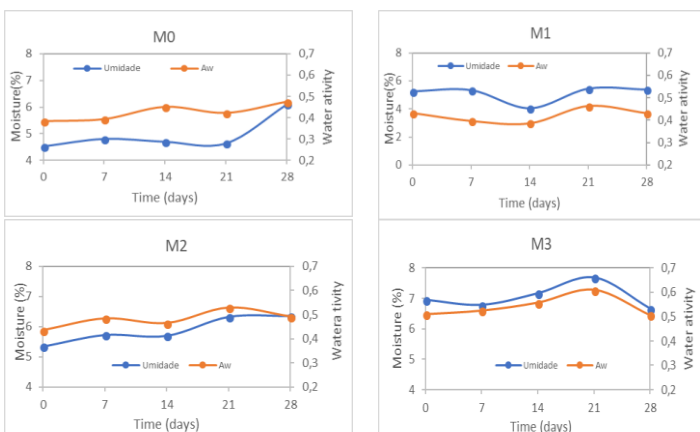 M0
Umidade Aw
Moisture(%)
8
7
6
5
4
0,7
0,6
0,5
0,4
0,3
0,2
Water ativity
0 7 14 21 28
Time (days)
M1
Umidade Aw
Moisture (%)
8
6
4
2
0
0,7
0,6
0,5
0,4
0,3
0,2
Water ativity
0 7 14 21 28
Time (days)
M2
Moisture (%)
8
7
6
5
4
0,7
0,6
0,5
0,4
0,3
0,2
Watera tivity
Umidade Aw
0 7 14 21 28
Time (days)
M3
Moisture (%)
8
7
6
5
4
0,7
0,6
0,5
0,4
0,3
0,2
Water ativity
Umidade Aw
0 7 14 21 28
Time (days)